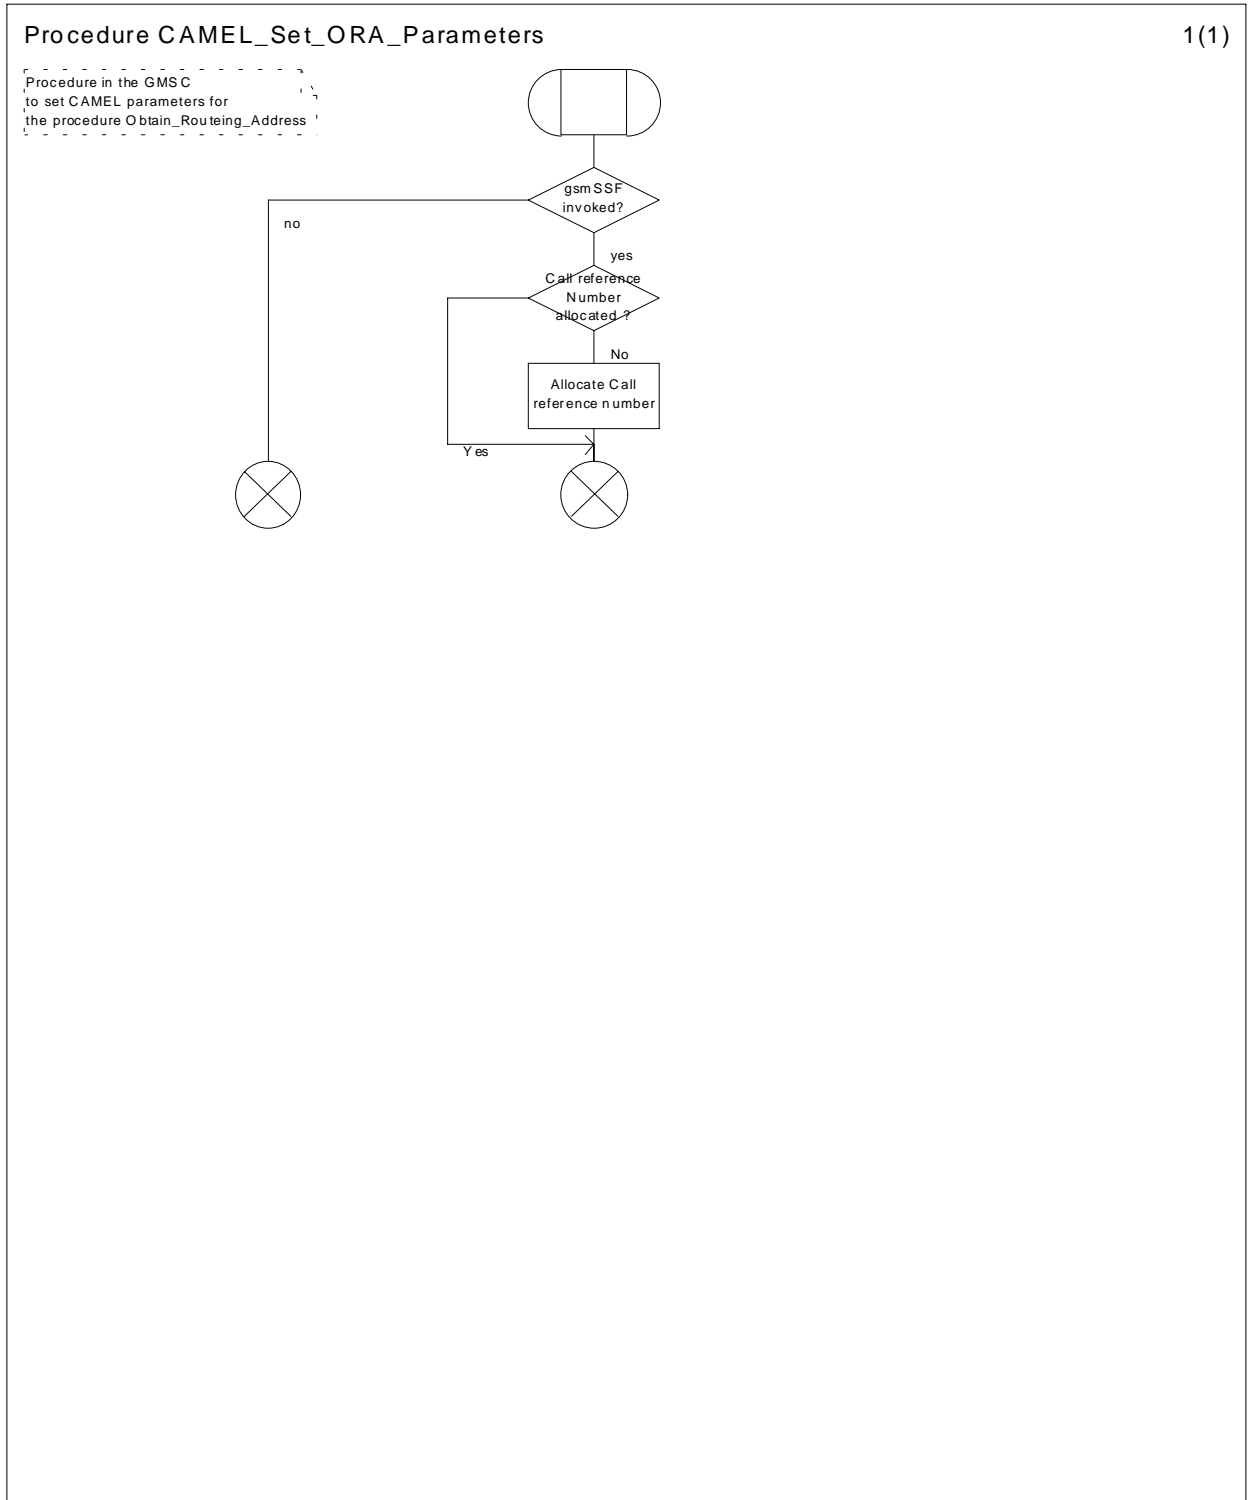 Procedure CAMEL_Set_ORA_Parameters
1(1)
Procedure in the GMSC
to set CAMEL parameters for
the procedure Obtain_Routeing_Address
gsmSSF
invoked?
no
yes
Call reference
Number
allocated ?
No
Allocate Call
reference number
Yes